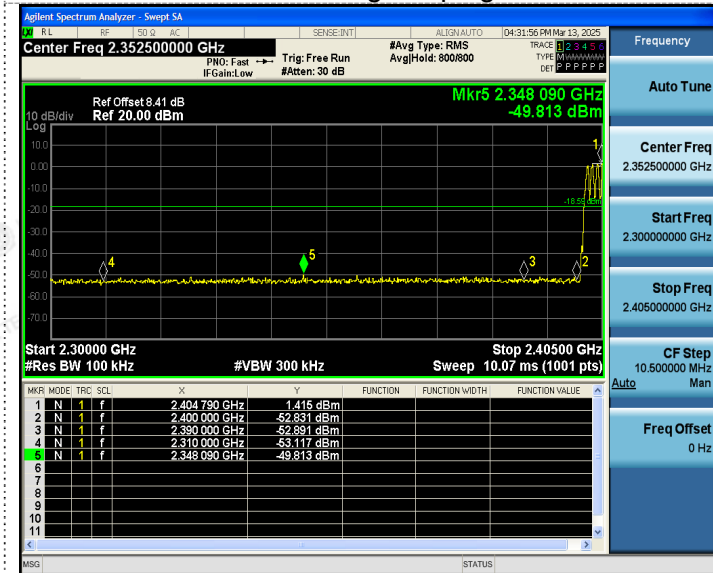 Agilent Spectrum Analyzer - Swept SA
RL RF 50 Ω AC SENSE:INT ALIGNAUTO 04:31:56 PM Mar 13, 2025
Center Freq 2.352500000 GHz
PNO: Fast
IFGain:Low
Trig: Free Run
#Atten: 30 dB
#Avg Type: RMS
Avg|Hold: 800/800
TRACE 1 2 3 4 5 6
TYPE M
DET P P P P P P
Ref Offset 8.41 dB
10 dB/div Ref 20.00 dBm
Log
Mkr5 2.348 090 GHz
-49.813 dBm
10.0
0.00
-10.0
-20.0
-30.0
-40.0
-50.0
-60.0
-70.0
1
-18.59 dBm
4
5
3
2
Start 2.30000 GHz Stop 2.40500 GHz
#Res BW 100 kHz #VBW 300 kHz Sweep 10.07 ms (1001 pts)
MKR MODE TRC SCL X Y FUNCTION FUNCTION WIDTH FUNCTION VALUE
1 N 1 f 2.404 790 GHz 1.415 dBm
2 N 1 f 2.400 000 GHz -52.831 dBm
3 N 1 f 2.390 000 GHz -52.891 dBm
4 N 1 f 2.310 000 GHz -53.117 dBm
5 N 1 f 2.348 090 GHz -49.813 dBm
6
7
8
9
10
11
MSG STATUS
Frequency
Auto Tune
Center Freq
2.352500000 GHz
Start Freq
2.300000000 GHz
Stop Freq
2.405000000 GHz
CF Step
10.500000 MHz
Auto Man
Freq Offset
0 Hz